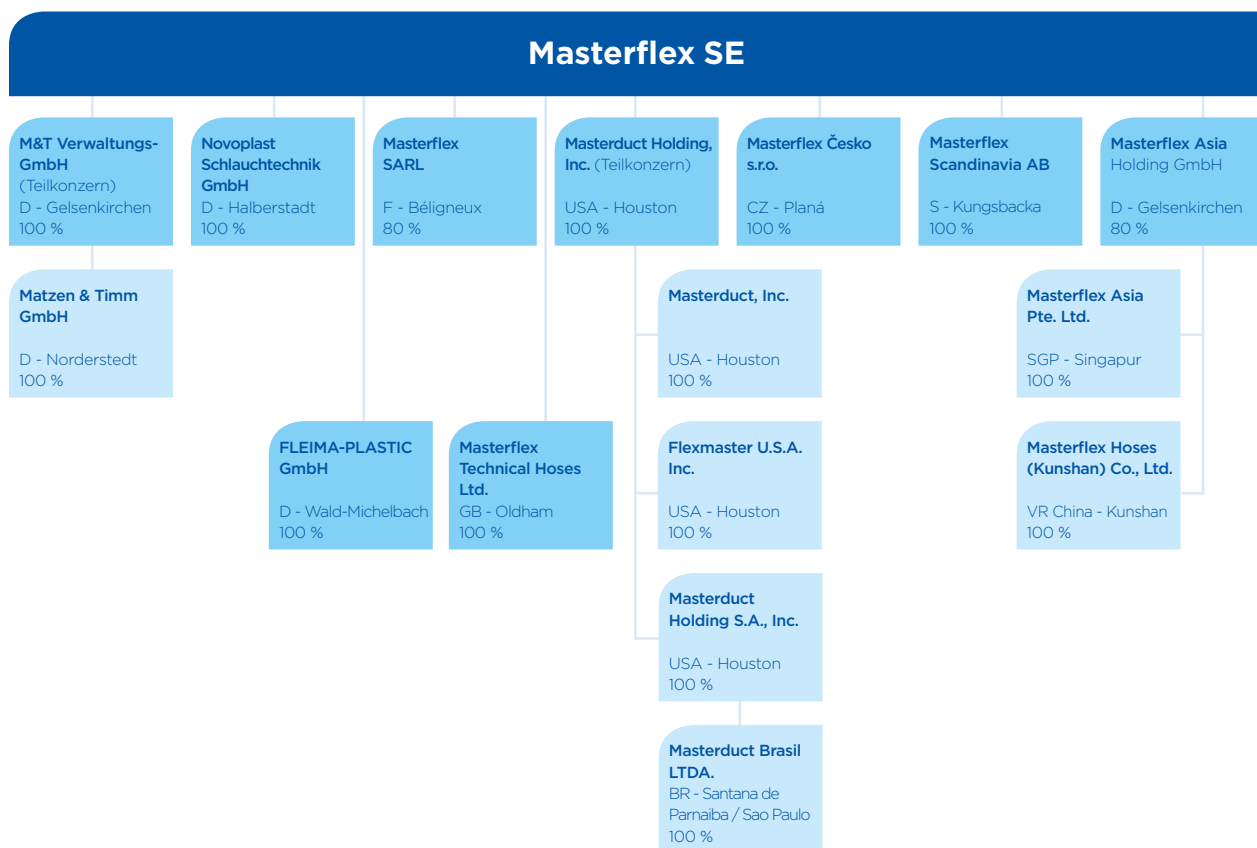 Masterflex SE
M&T Verwaltungs-
GmbH
(Teilkonzern)
D - Gelsenkirchen
100 %
Novoplast
Schlauchtechnik
GmbH
D - Halberstadt
100 %
Masterflex
SARL
F - Béligneux
80 %
Masterduct Holding,
Inc. (Teilkonzern)
USA - Houston
100 %
Masterflex Česko
s.r.o.
CZ - Planá
100 %
Masterflex
Scandinavia AB
S - Kungsbacka
100 %
Masterflex Asia
Holding GmbH
D - Gelsenkirchen
80 %
Matzen & Timm
GmbH
D - Norderstedt
100 %
Masterduct, Inc.
USA - Houston
100 %
Masterflex Asia
Pte. Ltd.
SGP - Singapur
100 %
FLEIMA-PLASTIC
GmbH
D - Wald-Michelbach
100 %
Masterflex
Technical Hoses
Ltd.
GB - Oldham
100 %
Flexmaster U.S.A.
Inc.
USA - Houston
100 %
Masterflex Hoses
(Kunshan) Co., Ltd.
VR China - Kunshan
100 %
Masterduct
Holding S.A., Inc.
USA - Houston
100 %
Masterduct Brasil
LTDA.
BR - Santana de
Parnaiba / Sao Paulo
100 %